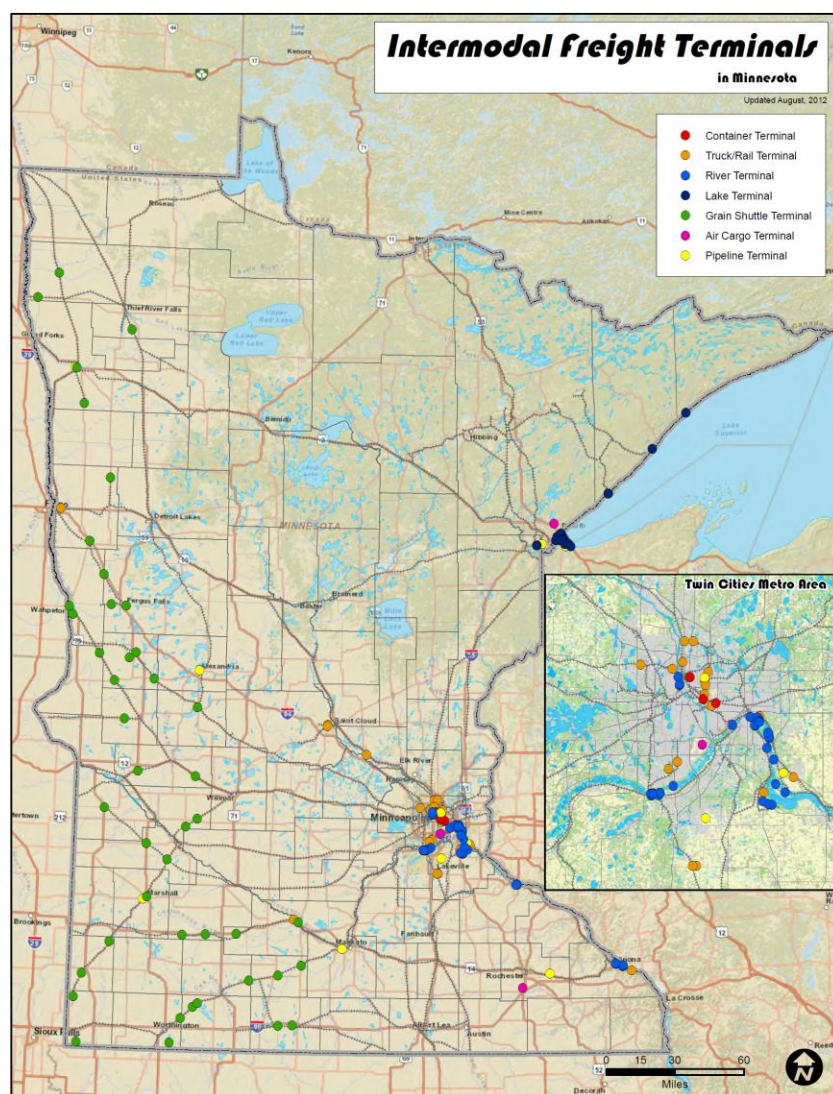 Intermodal Freight Terminals
in Minnesota
Updated August, 2012
Container Terminal
Truck/Rail Terminal
River Terminal
Lake Terminal
Grain Shuttle Terminal
Air Cargo Terminal
Pipeline Terminal
Winnipeg
Kenora
Lake of
the Woods
Canada
United States
Roseau
Mine Centre
Atikokan
Thief River Falls
Upper
Red Lake
Lower
Red Lake
Grand Forks
Bemidji
Hibbing
Lake
Superior
Detroit Lakes
MINNESOTA
Fergus Falls
Wahpeton
Brainerd
Baxter
Mille
Twin Cities Metro Area
Alexandria
Saint Cloud
Elk River
Willmar
Minneapolis
Lakeville
Marshall
Brookings
Mankato
Faribault
Rochester
La Crosse
Sioux Falls
Worthington
Albert Lea
Austin
Decorah
0 15 30 60
Miles
N